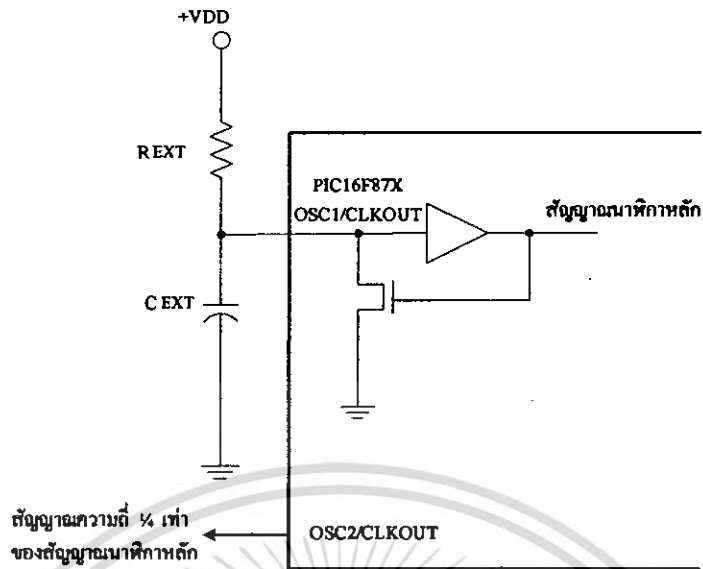 +VDD
R EXT
PIC16F87X
OSC1/CLKOUT
สัญญาณนาฬิกาหลัก
C EXT
สัญญาณความถี่ ¼ เท่า
ของสัญญาณนาฬิกาหลัก
OSC2/CLKOUT